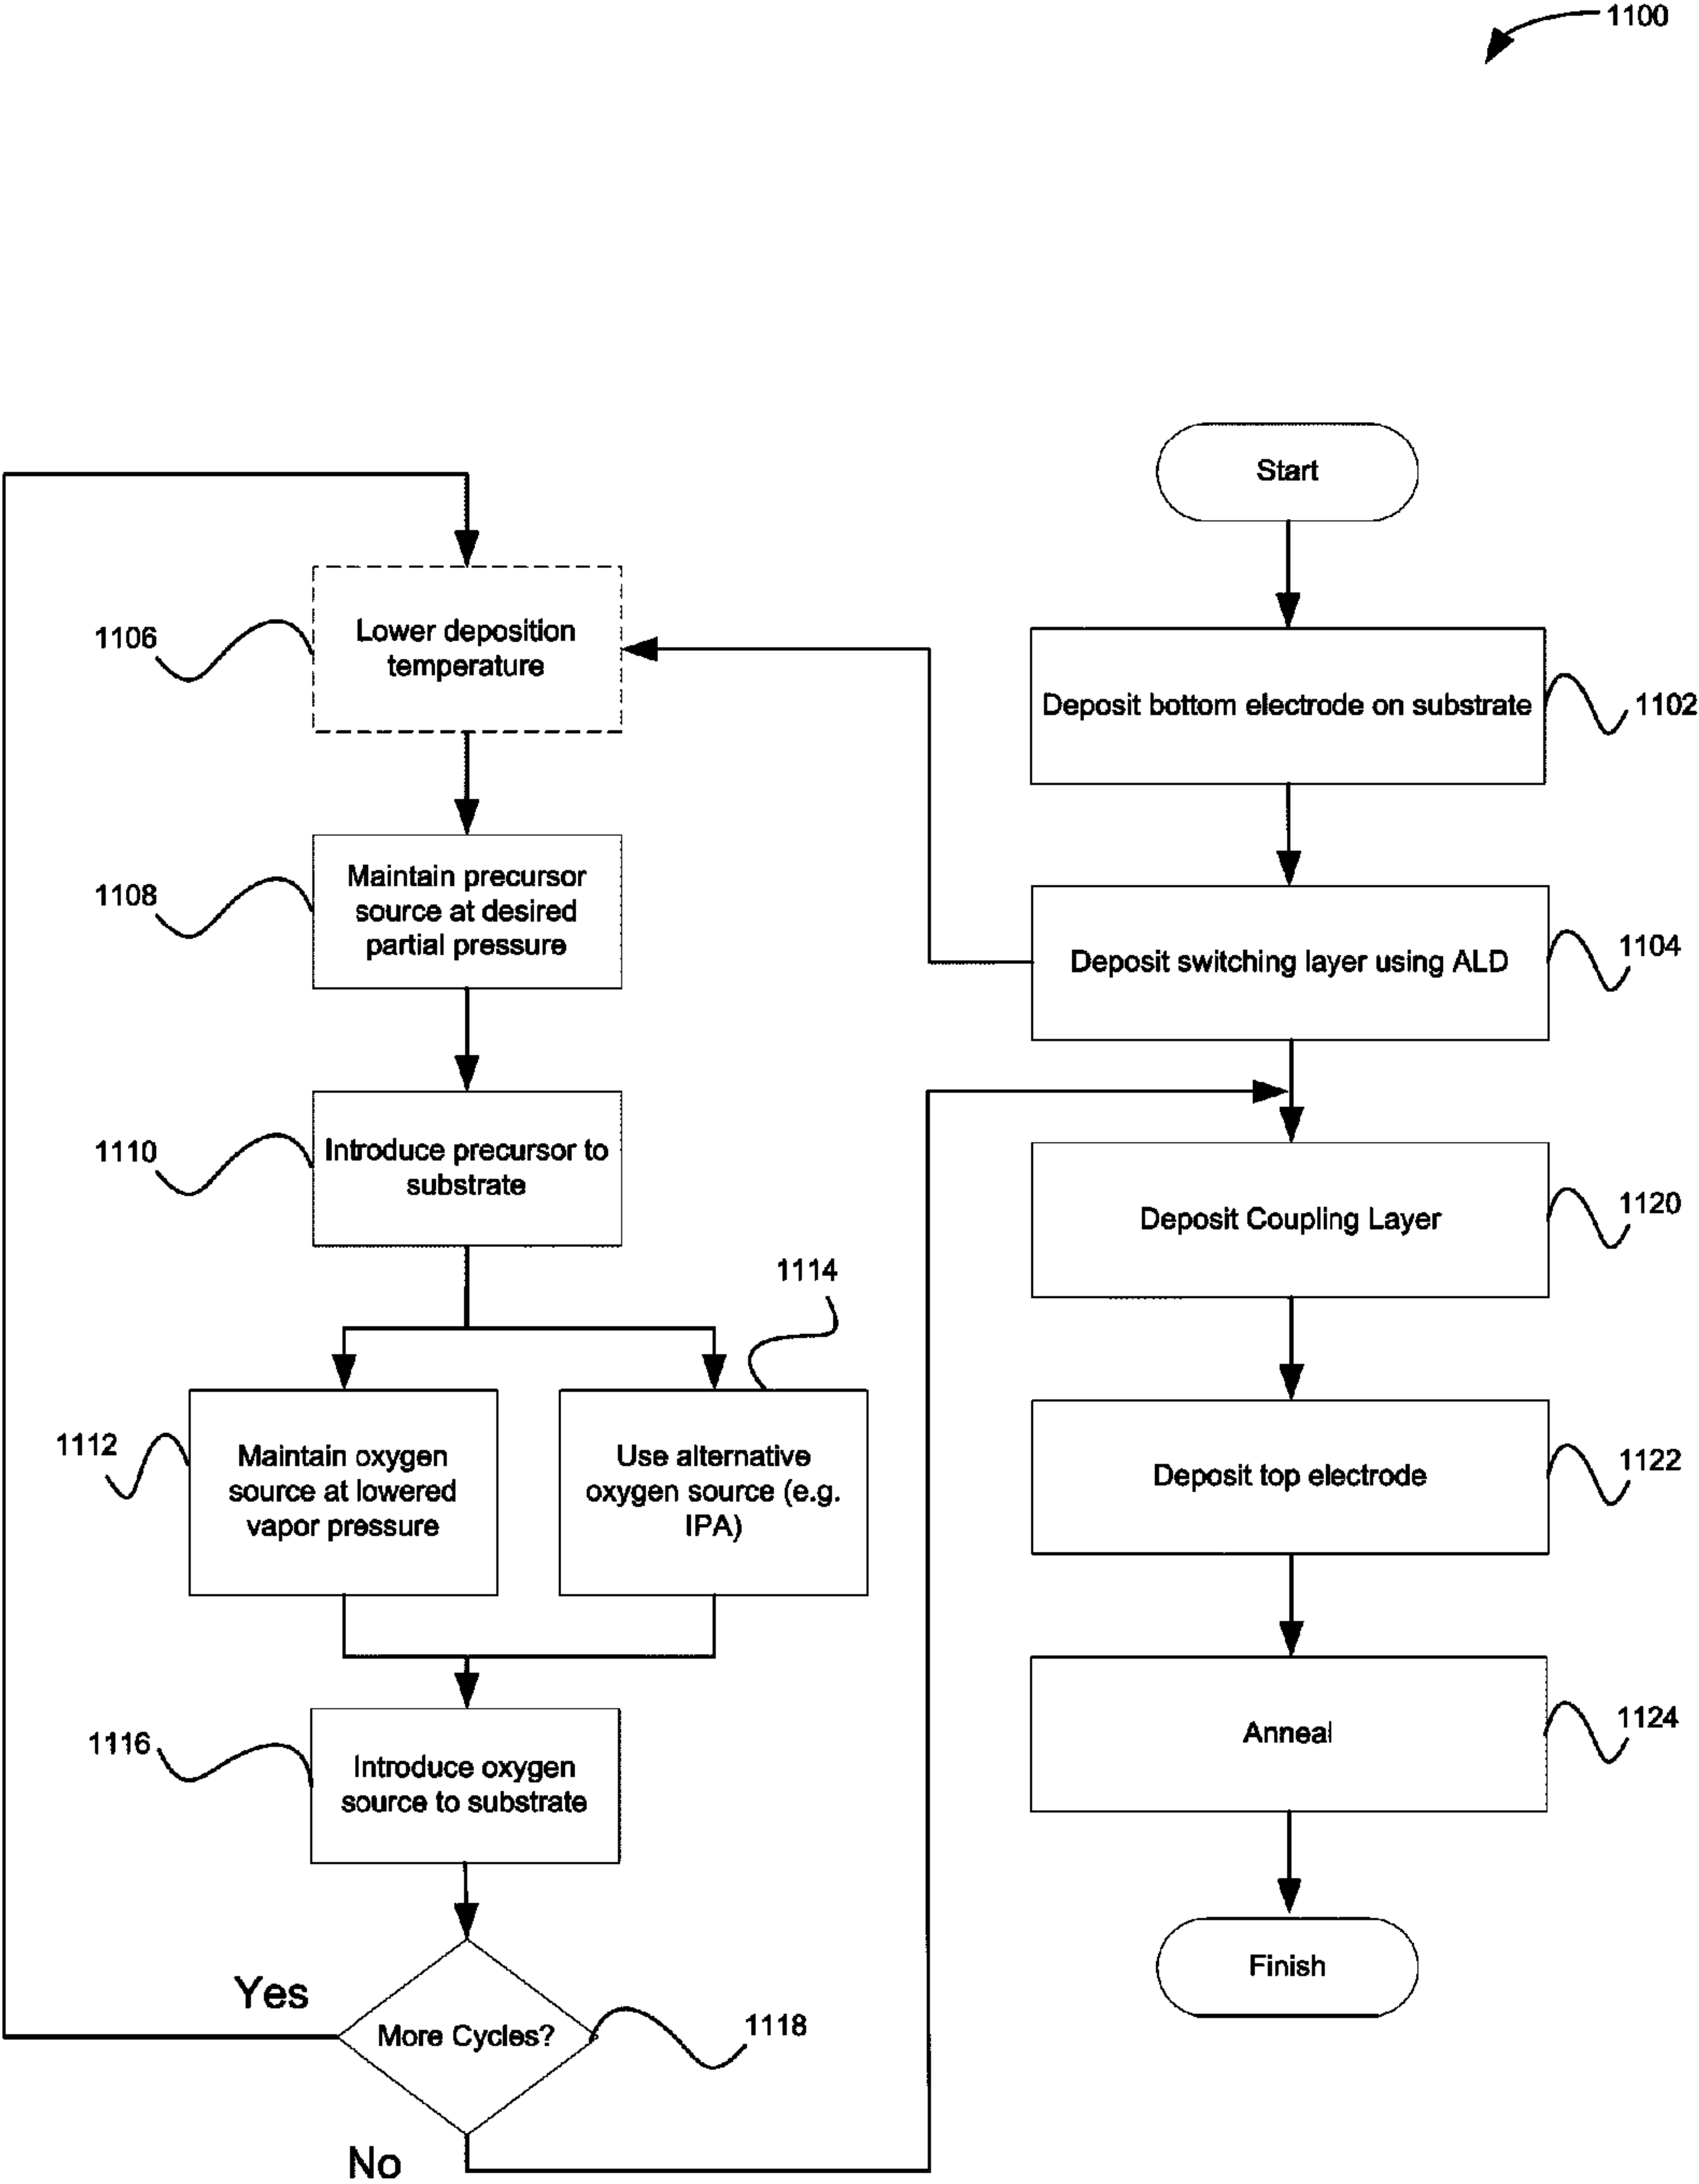 1100
Start
Deposit bottom electrode on substrate
1102
Deposit switching layer using ALD
1104
Lower deposition
temperature
1106
Maintain precursor
source at desired
partial pressure
1108
Introduce precursor to
substrate
1110
1114
Maintain oxygen
source at lowered
vapor pressure
1112
Use alternative
oxygen source (e.g.
IPA)
Introduce oxygen
source to substrate
1116
More Cycles?
1118
Yes
No
Deposit Coupling Layer
1120
Deposit top electrode
1122
Anneal
1124
Finish